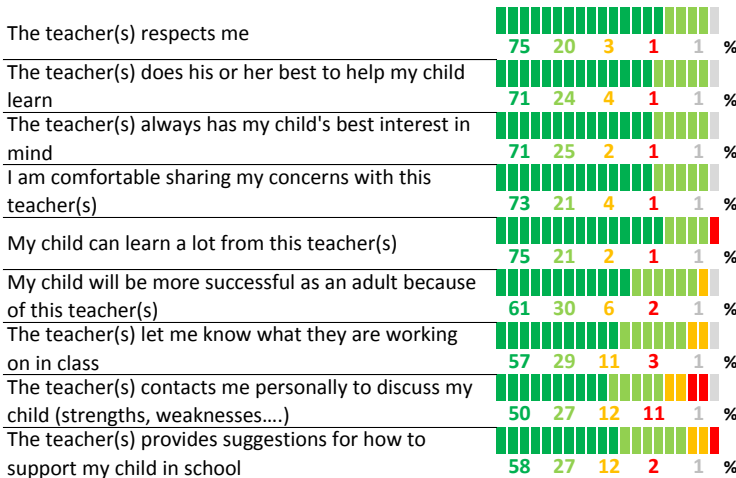 The teacher(s) respects me
75 20 3 1 1 %
The teacher(s) does his or her best to help my child
learn
71 24 4 1 1 %
The teacher(s) always has my child's best interest in
mind
71 25 2 1 1 %
I am comfortable sharing my concerns with this
teacher(s)
73 21 4 1 1 %
My child can learn a lot from this teacher(s)
75 21 2 1 1 %
My child will be more successful as an adult because
of this teacher(s)
61 30 6 2 1 %
The teacher(s) let me know what they are working
on in class
57 29 11 3 1 %
The teacher(s) contacts me personally to discuss my
child (strengths, weaknesses....)
50 27 12 11 1 %
The teacher(s) provides suggestions for how to
support my child in school
58 27 12 2 1 %